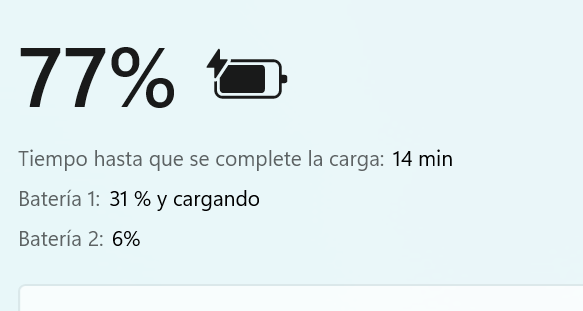 77%
Tiempo hasta que se complete la carga: 14 min
Batería 1: 31 % y cargando
Batería 2: 6%